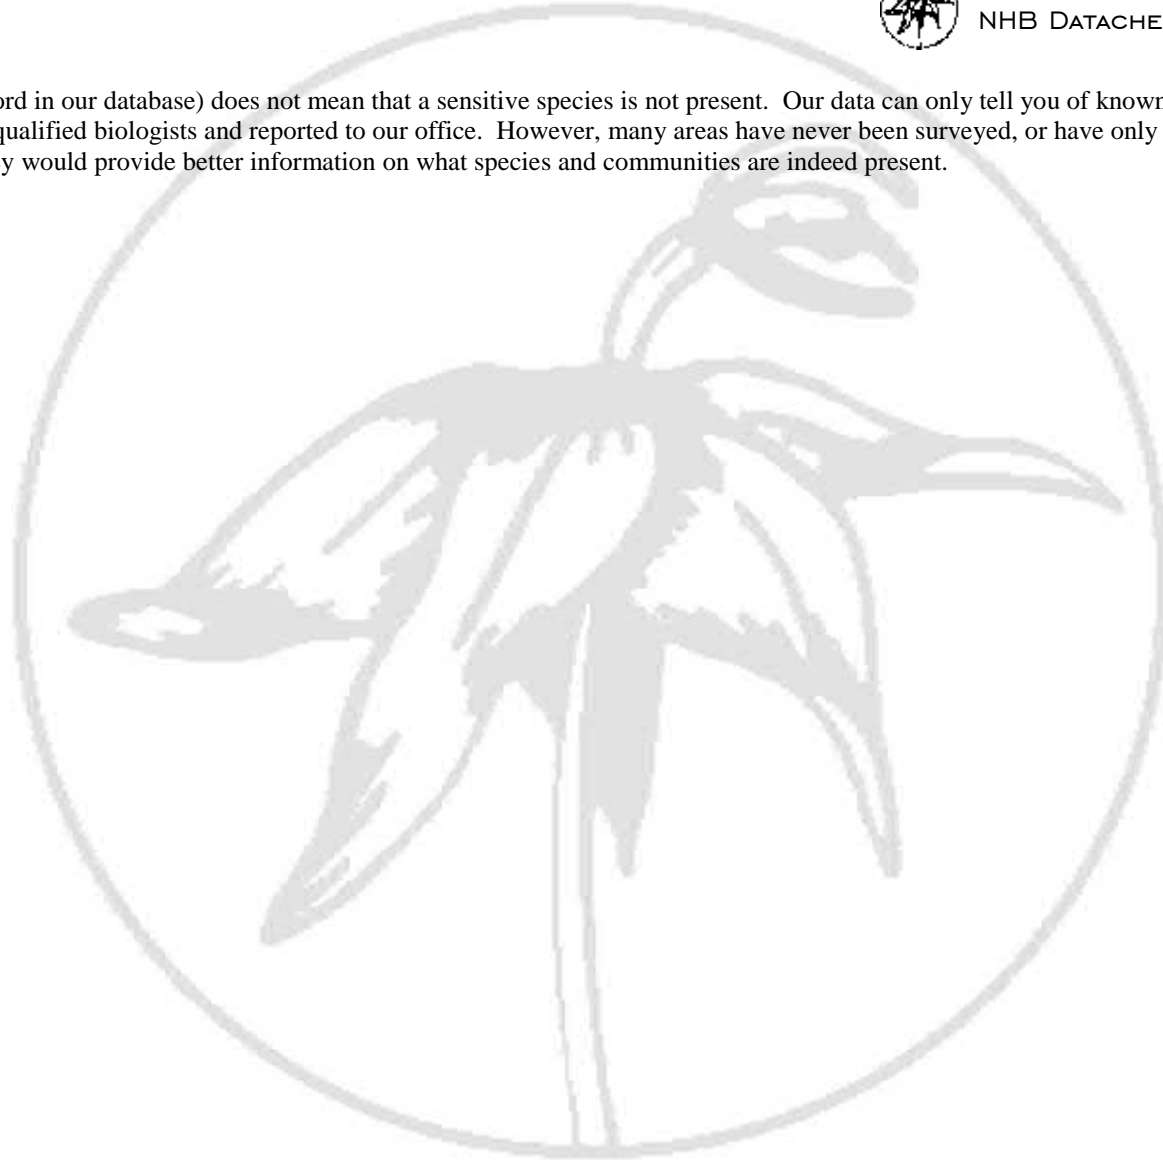 NHB DATACHE
ord in our database) does not mean that a sensitive species is not present.  Our data can only tell you of known
qualified biologists and reported to our office.  However, many areas have never been surveyed, or have only
y would provide better information on what species and communities are indeed present.